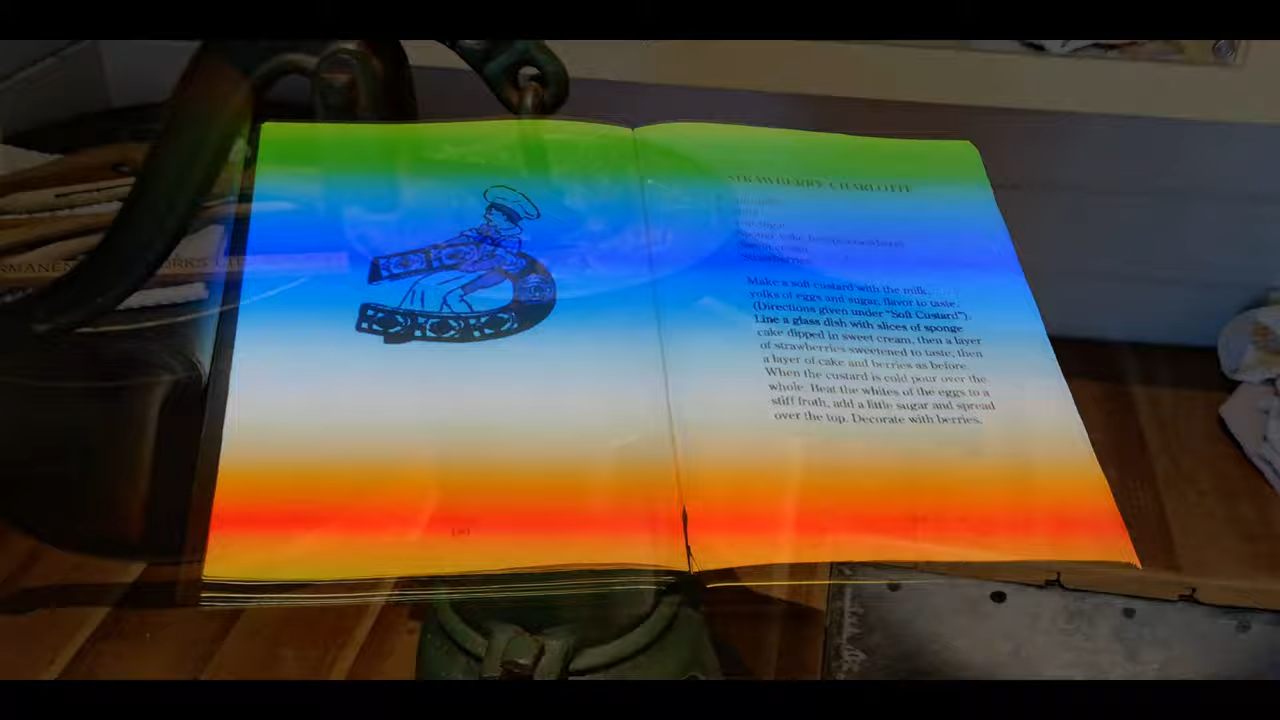 STRAWBERRY CHARLOTTE
Strawberries
Make a soft custard with the milk,
yolks of eggs and sugar, flavor to taste.
(Directions given under "Soft Custard").
Line a glass dish with slices of sponge
cake dipped in sweet cream, then a layer
of strawberries sweetened to taste, then
a layer of cake and berries as before.
When the custard is cold pour over the
whole. Beat the whites of the eggs to a
stiff froth, add a little sugar and spread
over the top. Decorate with berries.